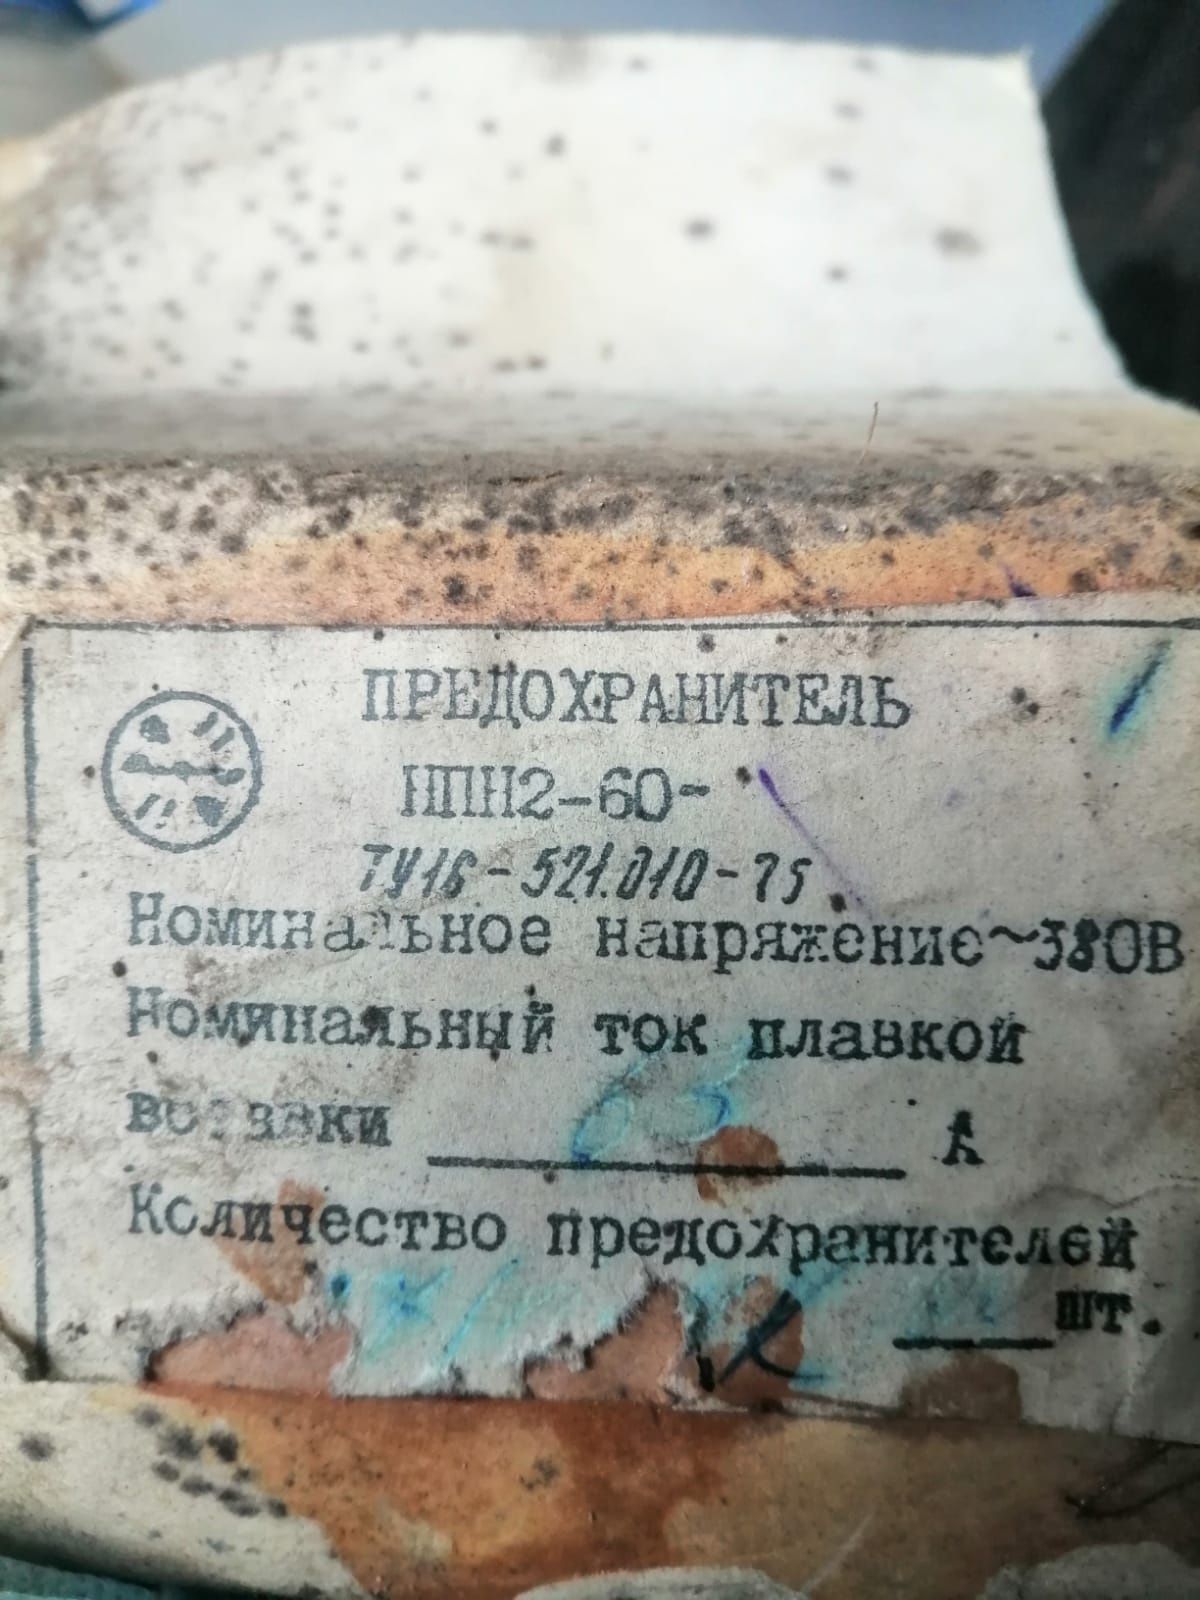 ПРЕДОХРАНИТЕЛЬ
НПН2-60-
ТУ16-521.010-75
Номинальное напряжение~380В
Номинальный ток плавкой
вставки 63 А
Количество предохранителей
шт.